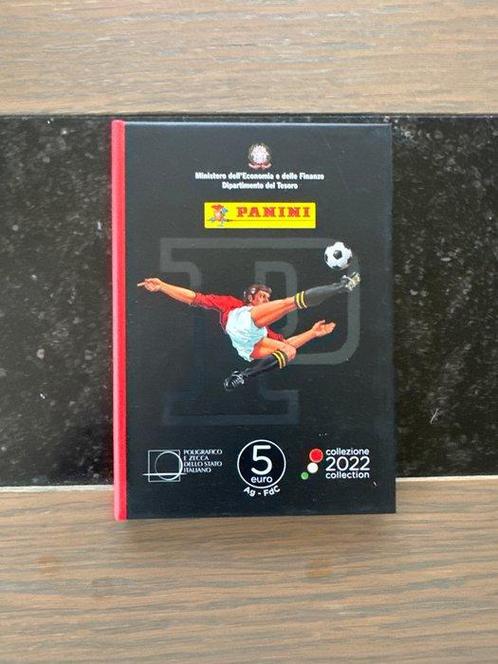 Ministero dell'Economia e delle Finanze
Dipartimento del Tesoro
PANINI
POLIGRAFICO
E ZECCA
DELLO STATO
ITALIANO
5
euro
Ag - FdC
collezione
2022
collection